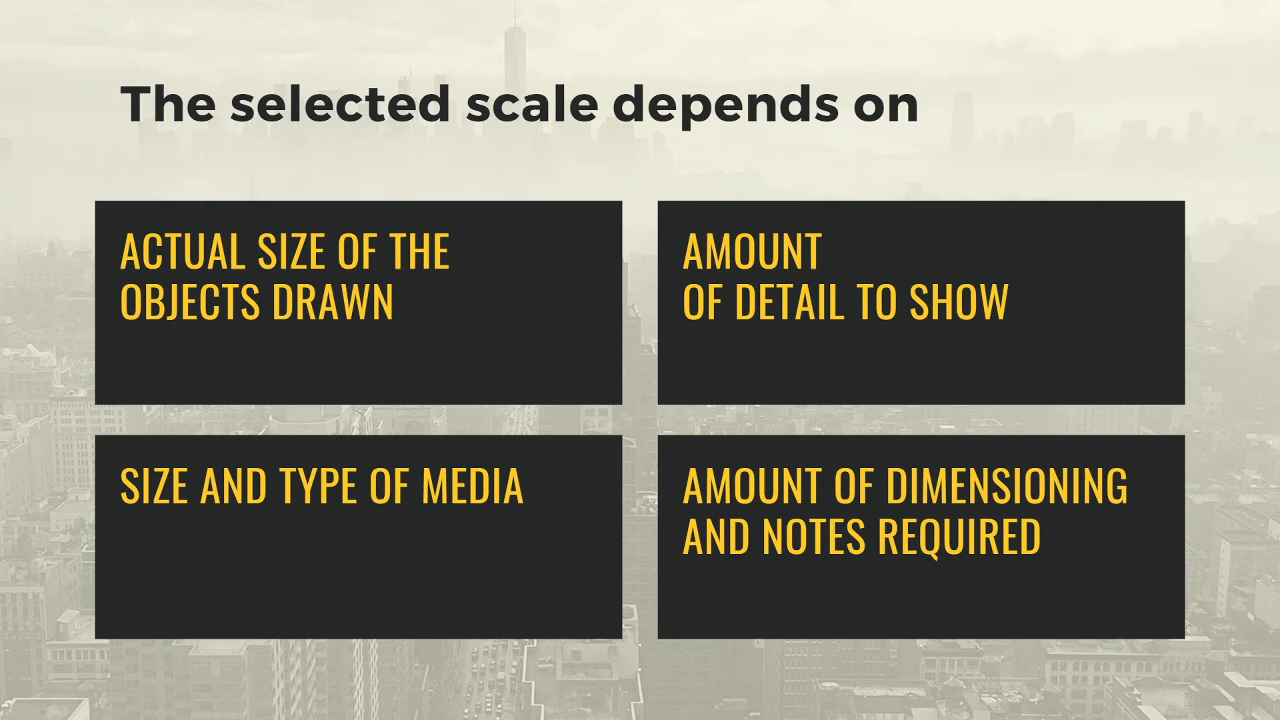 The selected scale depends on
ACTUAL SIZE OF THE
OBJECTS DRAWN
AMOUNT
OF DETAIL TO SHOW
SIZE AND TYPE OF MEDIA
AMOUNT OF DIMENSIONING
AND NOTES REQUIRED